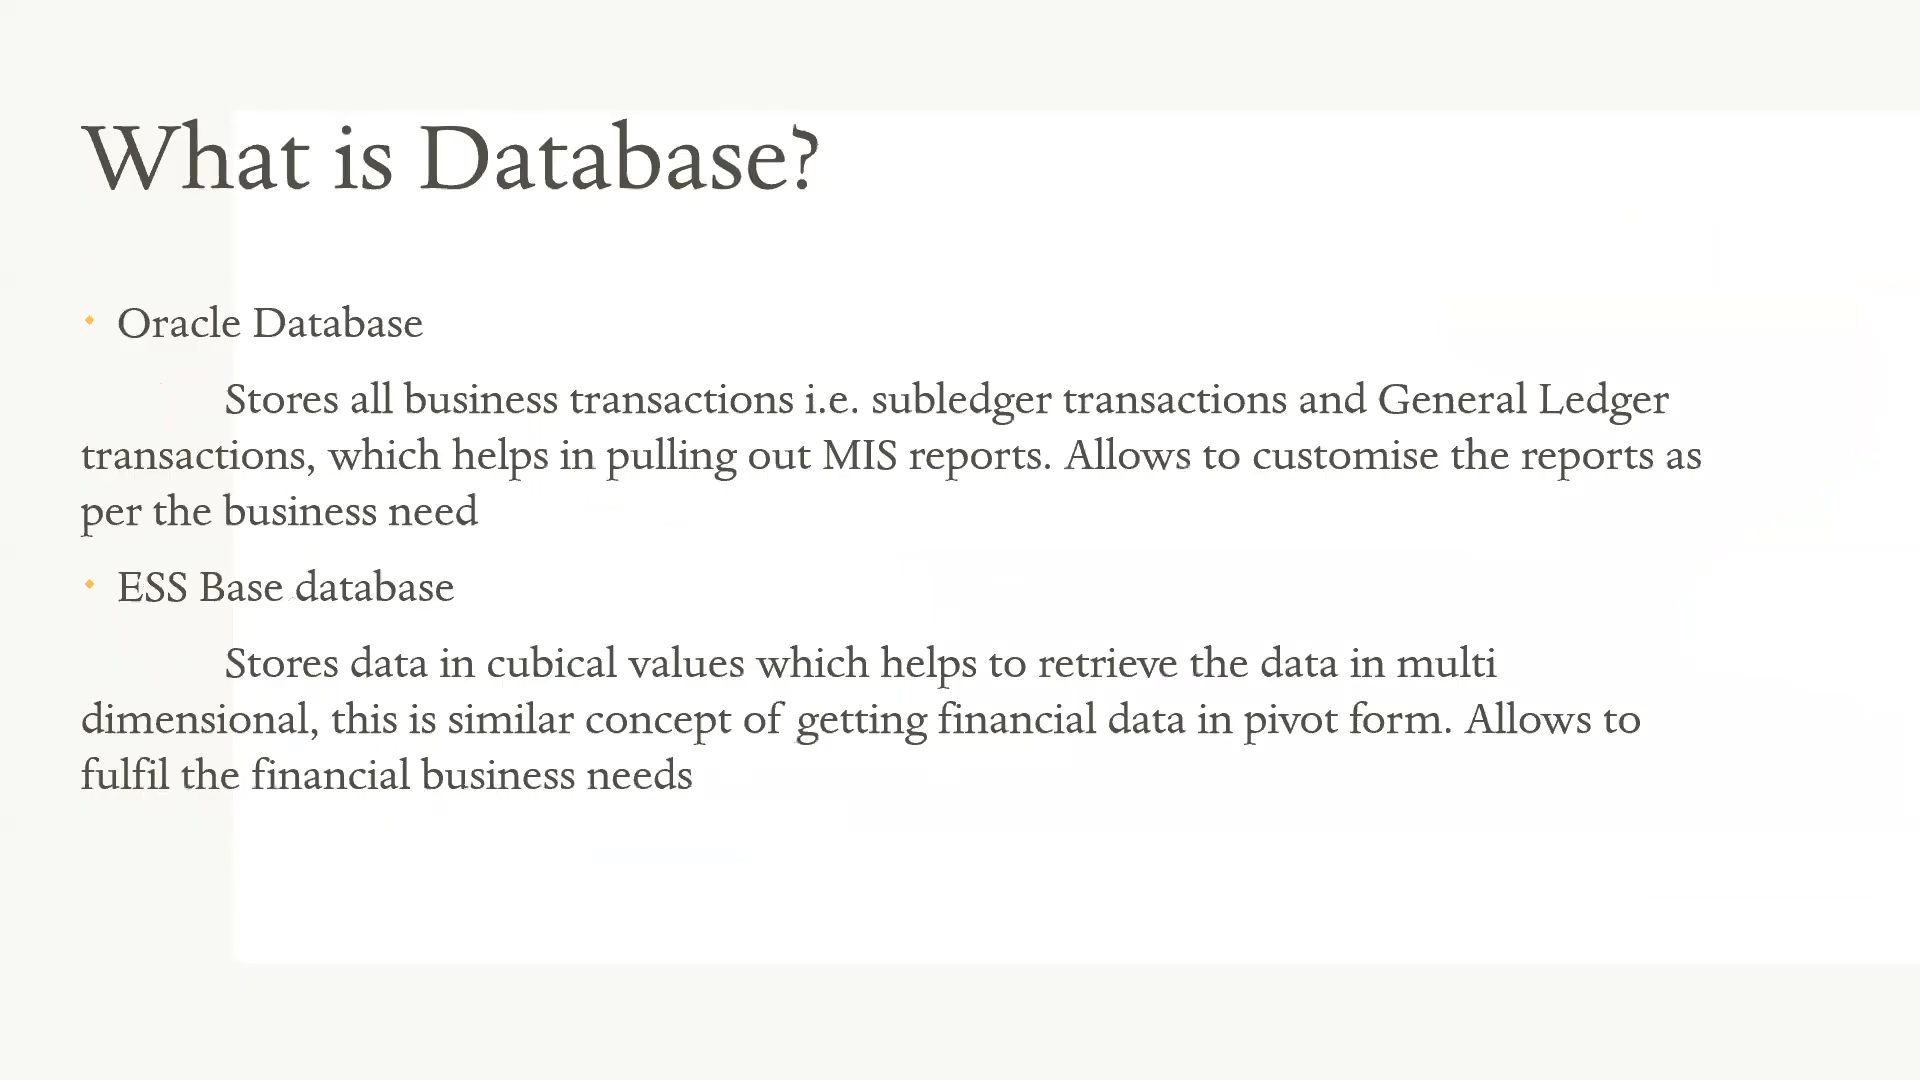 What is Database?
Oracle Database
Stores all business transactions i.e. subledger transactions and General Ledger
transactions, which helps in pulling out MIS reports. Allows to customise the reports as
per the business need
ESS Base database
Stores data in cubical values which helps to retrieve the data in multi
dimensional, this is similar concept of getting financial data in pivot form. Allows to
fulfil the financial business needs